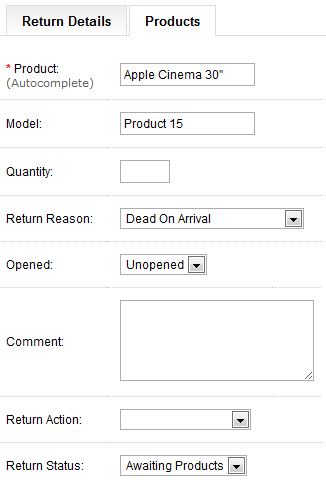 Return Details Products
* Product: Apple Cinema 30"
(Autocomplete)
Model: Product 15
Quantity:
Return Reason: Dead On Arrival
Opened: Unopened
Comment:
Return Action:
Return Status: Awaiting Products